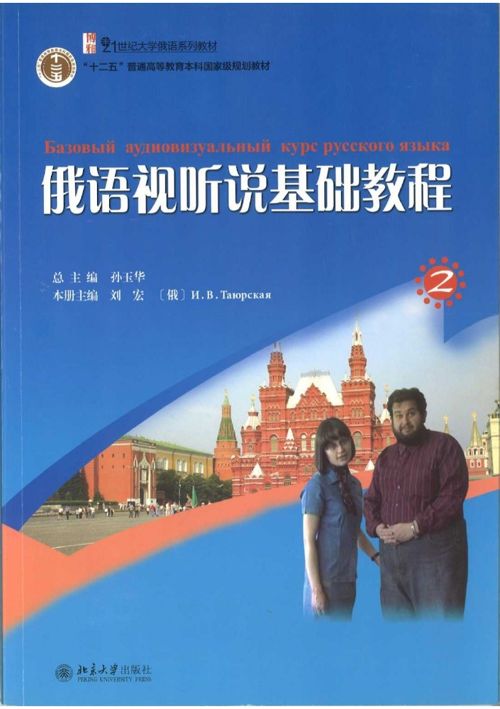 博雅
21世纪大学俄语系列教材
“十二五”普通高等教育本科国家级规划教材
Базовый аудиовизуальный курс русского языка
俄语视听说基础教程
总主编 孙玉华
本册主编 刘宏 〔俄〕И. В. Таюрская
2
北京大学出版社
PEKING UNIVERSITY PRESS